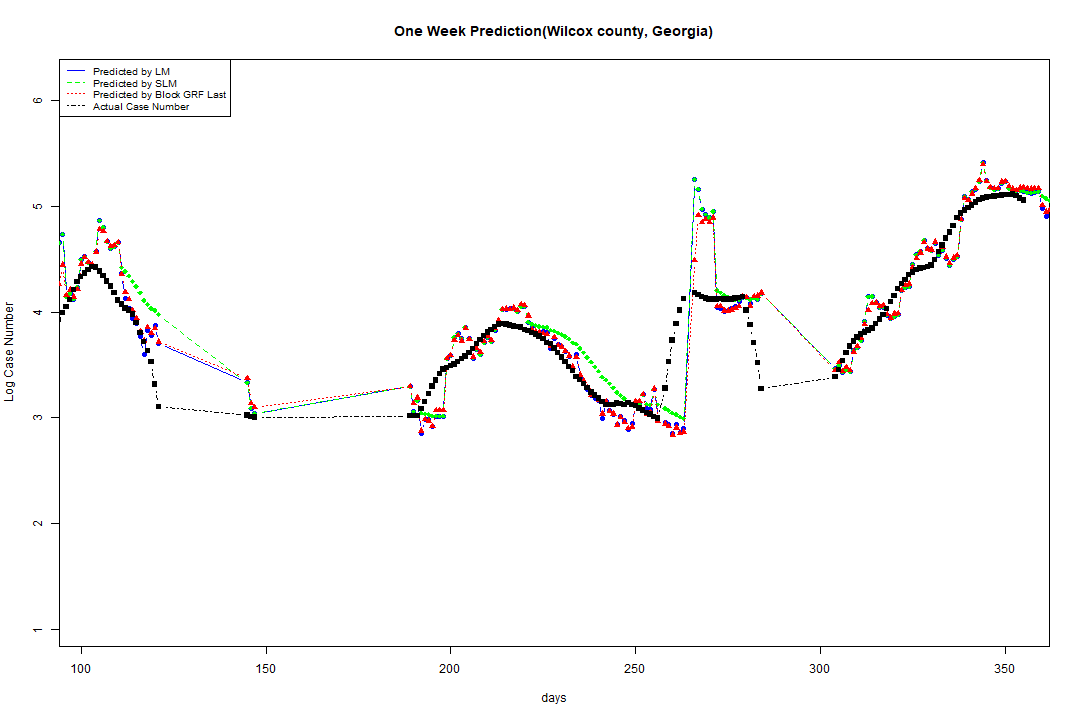 One Week Prediction(Wilcox county, Georgia)
Predicted by LM
Predicted by SLM
Predicted by Block GRF Last
Actual Case Number
Log Case Number
6
5
4
3
2
1
100 150 200 250 300 350
days